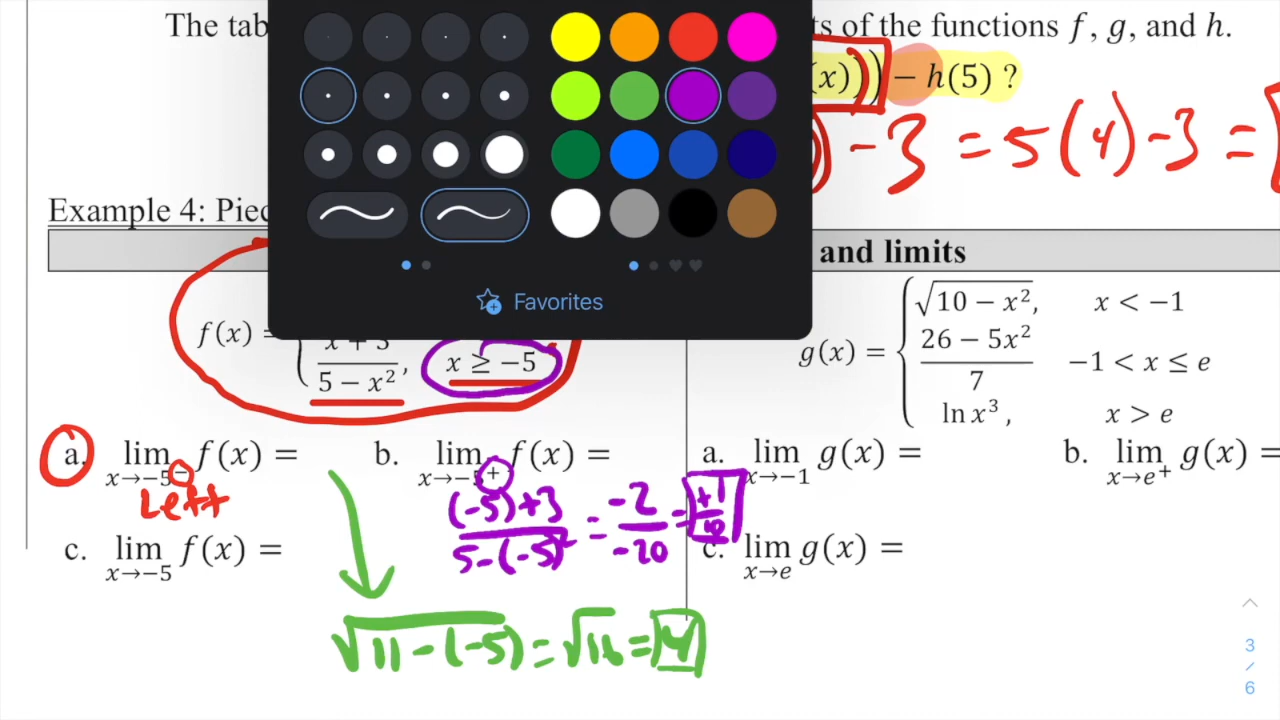 The tab ts of the functions f, g, and h.
(x))) − h(5) ?
) − 3 = 5(4) − 3 =
Favorites
Example 4: Piec and limits
f(x) =
x + 3
5 − x², x ≥ −5
g(x) = { √10 − x², x < −1
26 − 5x²
7 −1 < x ≤ e
ln x³, x > e
a. lim f(x) =
x→−5⁻
Left
b. lim f(x) =
x→−5⁺
(-5)+3
5-(-5)² = -2
-20 = +1
10
c. lim f(x) =
x→−5
√11-(-5) = √16 = 4
a. lim g(x) =
x→−1
b. lim g(x) =
x→e⁺
c. lim g(x) =
x→e
3
/
6